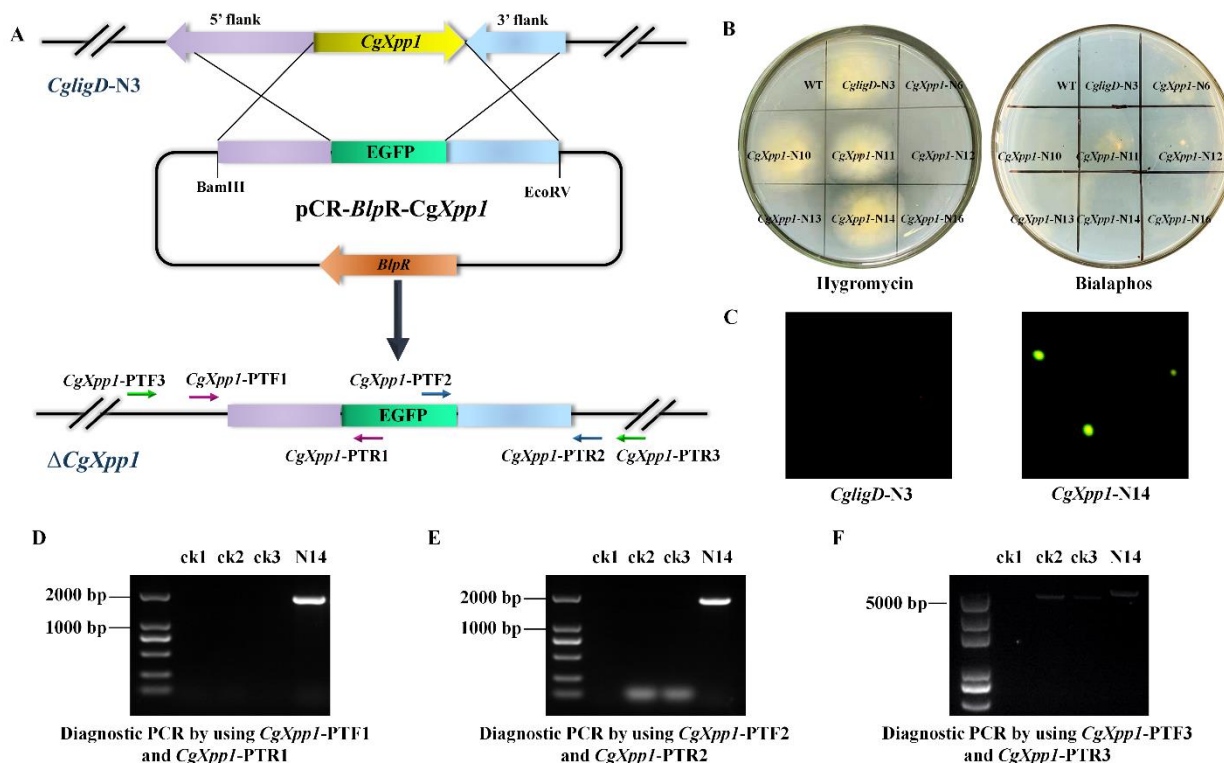 A
5' flank
3' flank
CgXpp1
CgligD-N3
EGFP
BamIII
EcoRV
pCR-BlpR-CgXpp1
BlpR
CgXpp1-PTF3
CgXpp1-PTF1
CgXpp1-PTF2
EGFP
CgXpp1-PTR1
CgXpp1-PTR2
CgXpp1-PTR3
ΔCgXpp1
B
WT CgligD-N3 CgXpp1-N6
CgXpp1-N10 CgXpp1-N11 CgXpp1-N12
CgXpp1-N13 CgXpp1-N14 CgXpp1-N16
Hygromycin
WT CgligD-N3 CgXpp1-N6
CgXpp1-N10 CgXpp1-N11 CgXpp1-N12
CgXpp1-N13 CgXpp1-N14 CgXpp1-N16
Bialaphos
C
CgligD-N3
CgXpp1-N14
D
ck1 ck2 ck3 N14
2000 bp
1000 bp
Diagnostic PCR by using CgXpp1-PTF1
and CgXpp1-PTR1
E
ck1 ck2 ck3 N14
2000 bp
1000 bp
Diagnostic PCR by using CgXpp1-PTF2
and CgXpp1-PTR2
F
ck1 ck2 ck3 N14
5000 bp
Diagnostic PCR by using CgXpp1-PTF3
and CgXpp1-PTR3